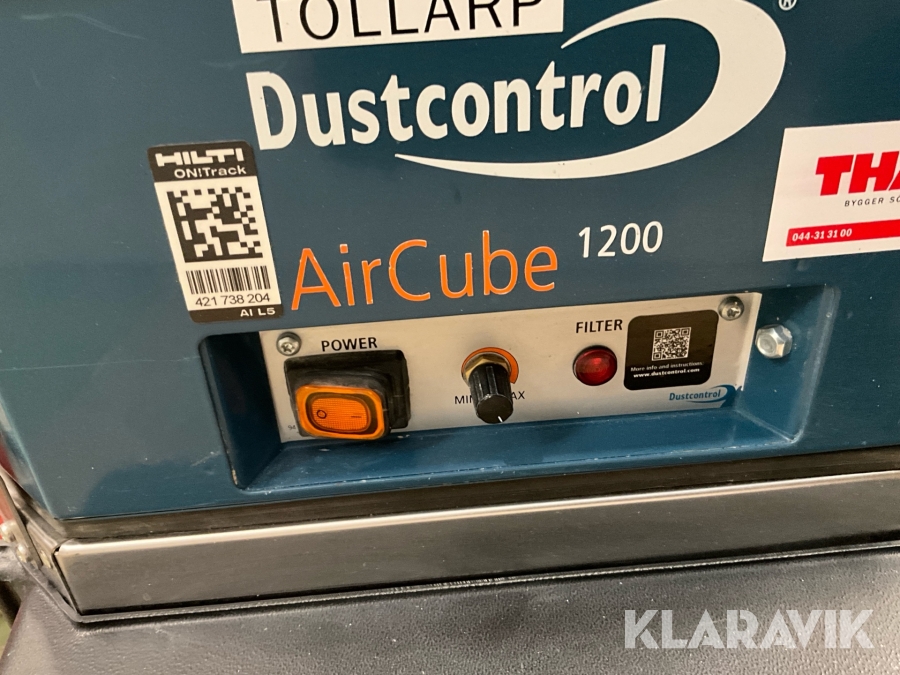 TOLLARP
Dustcontrol
®
HILTI
ON!Track
421 738 204
AI L5
AirCube 1200
THA
BYGGER SÖ
044-31 31 00
POWER
MIN
AX
FILTER
More info and instructions:
www.dustcontrol.com
Dustcontrol
KLARAVIK